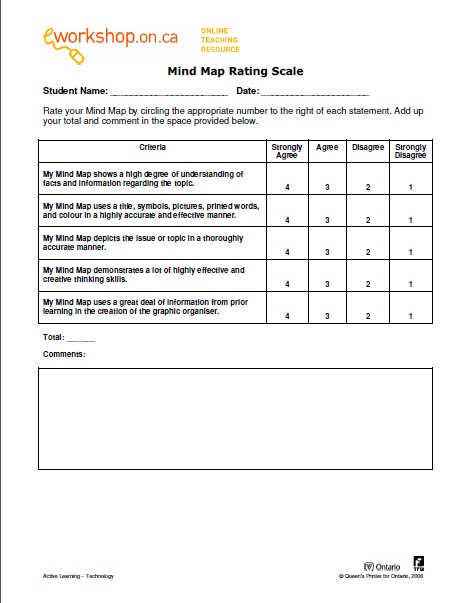 eworkshop.on.ca
ONLINE
TEACHING
RESOURCE
Mind Map Rating Scale
Student Name: ________________________ Date: ______________________
Rate your Mind Map by circling the appropriate number to the right of each statement. Add up
your total and comment in the space provided below.
Criteria Strongly Agree Agree Disagree Strongly Disagree
My Mind Map shows a high degree of understanding of
facts and information regarding the topic. 4 3 2 1
My Mind Map uses a title, symbols, pictures, printed words,
and colour in a highly accurate and effective manner. 4 3 2 1
My Mind Map depicts the issue or topic in a thoroughly
accurate manner. 4 3 2 1
My Mind Map demonstrates a lot of highly effective and
creative thinking skills. 4 3 2 1
My Mind Map uses a great deal of information from prior
learning in the creation of the graphic organiser. 4 3 2 1
Total: ______
Comments:
Ontario
Active Learning – Technology © Queen's Printer for Ontario, 2006